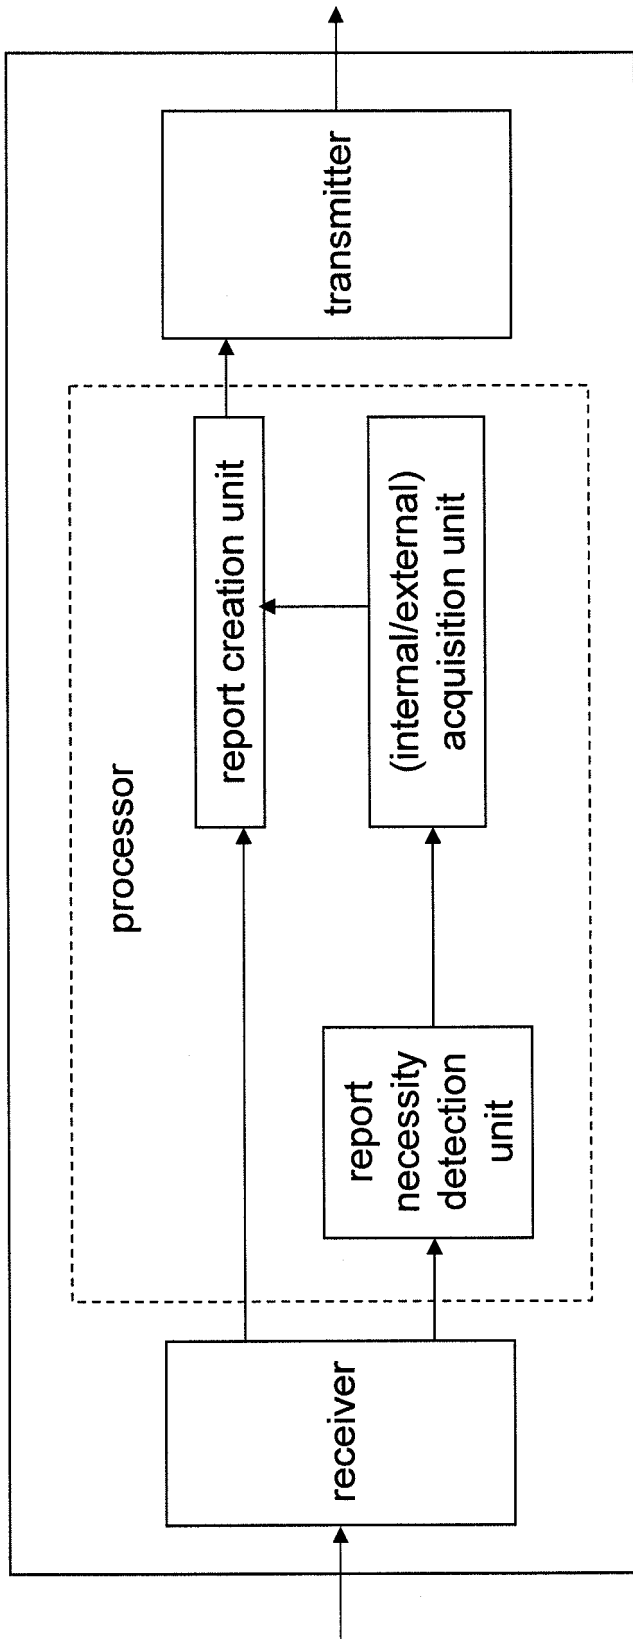 receiver
processor
report
necessity
detection
unit
report creation unit
(internal/external)
acquisition unit
transmitter